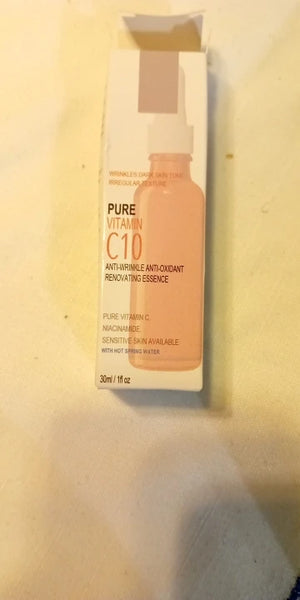 WRINKLES DARK SKIN TONE
IRREGULAR TEXTURE
PURE
VITAMIN
C10
ANTI-WRINKLE ANTI-OXIDANT
RENOVATING ESSENCE
PURE VITAMIN C.
NIACINAMIDE.
SENSITIVE SKIN AVAILABLE
WITH HOT SPRING WATER
30ml / 1fl oz